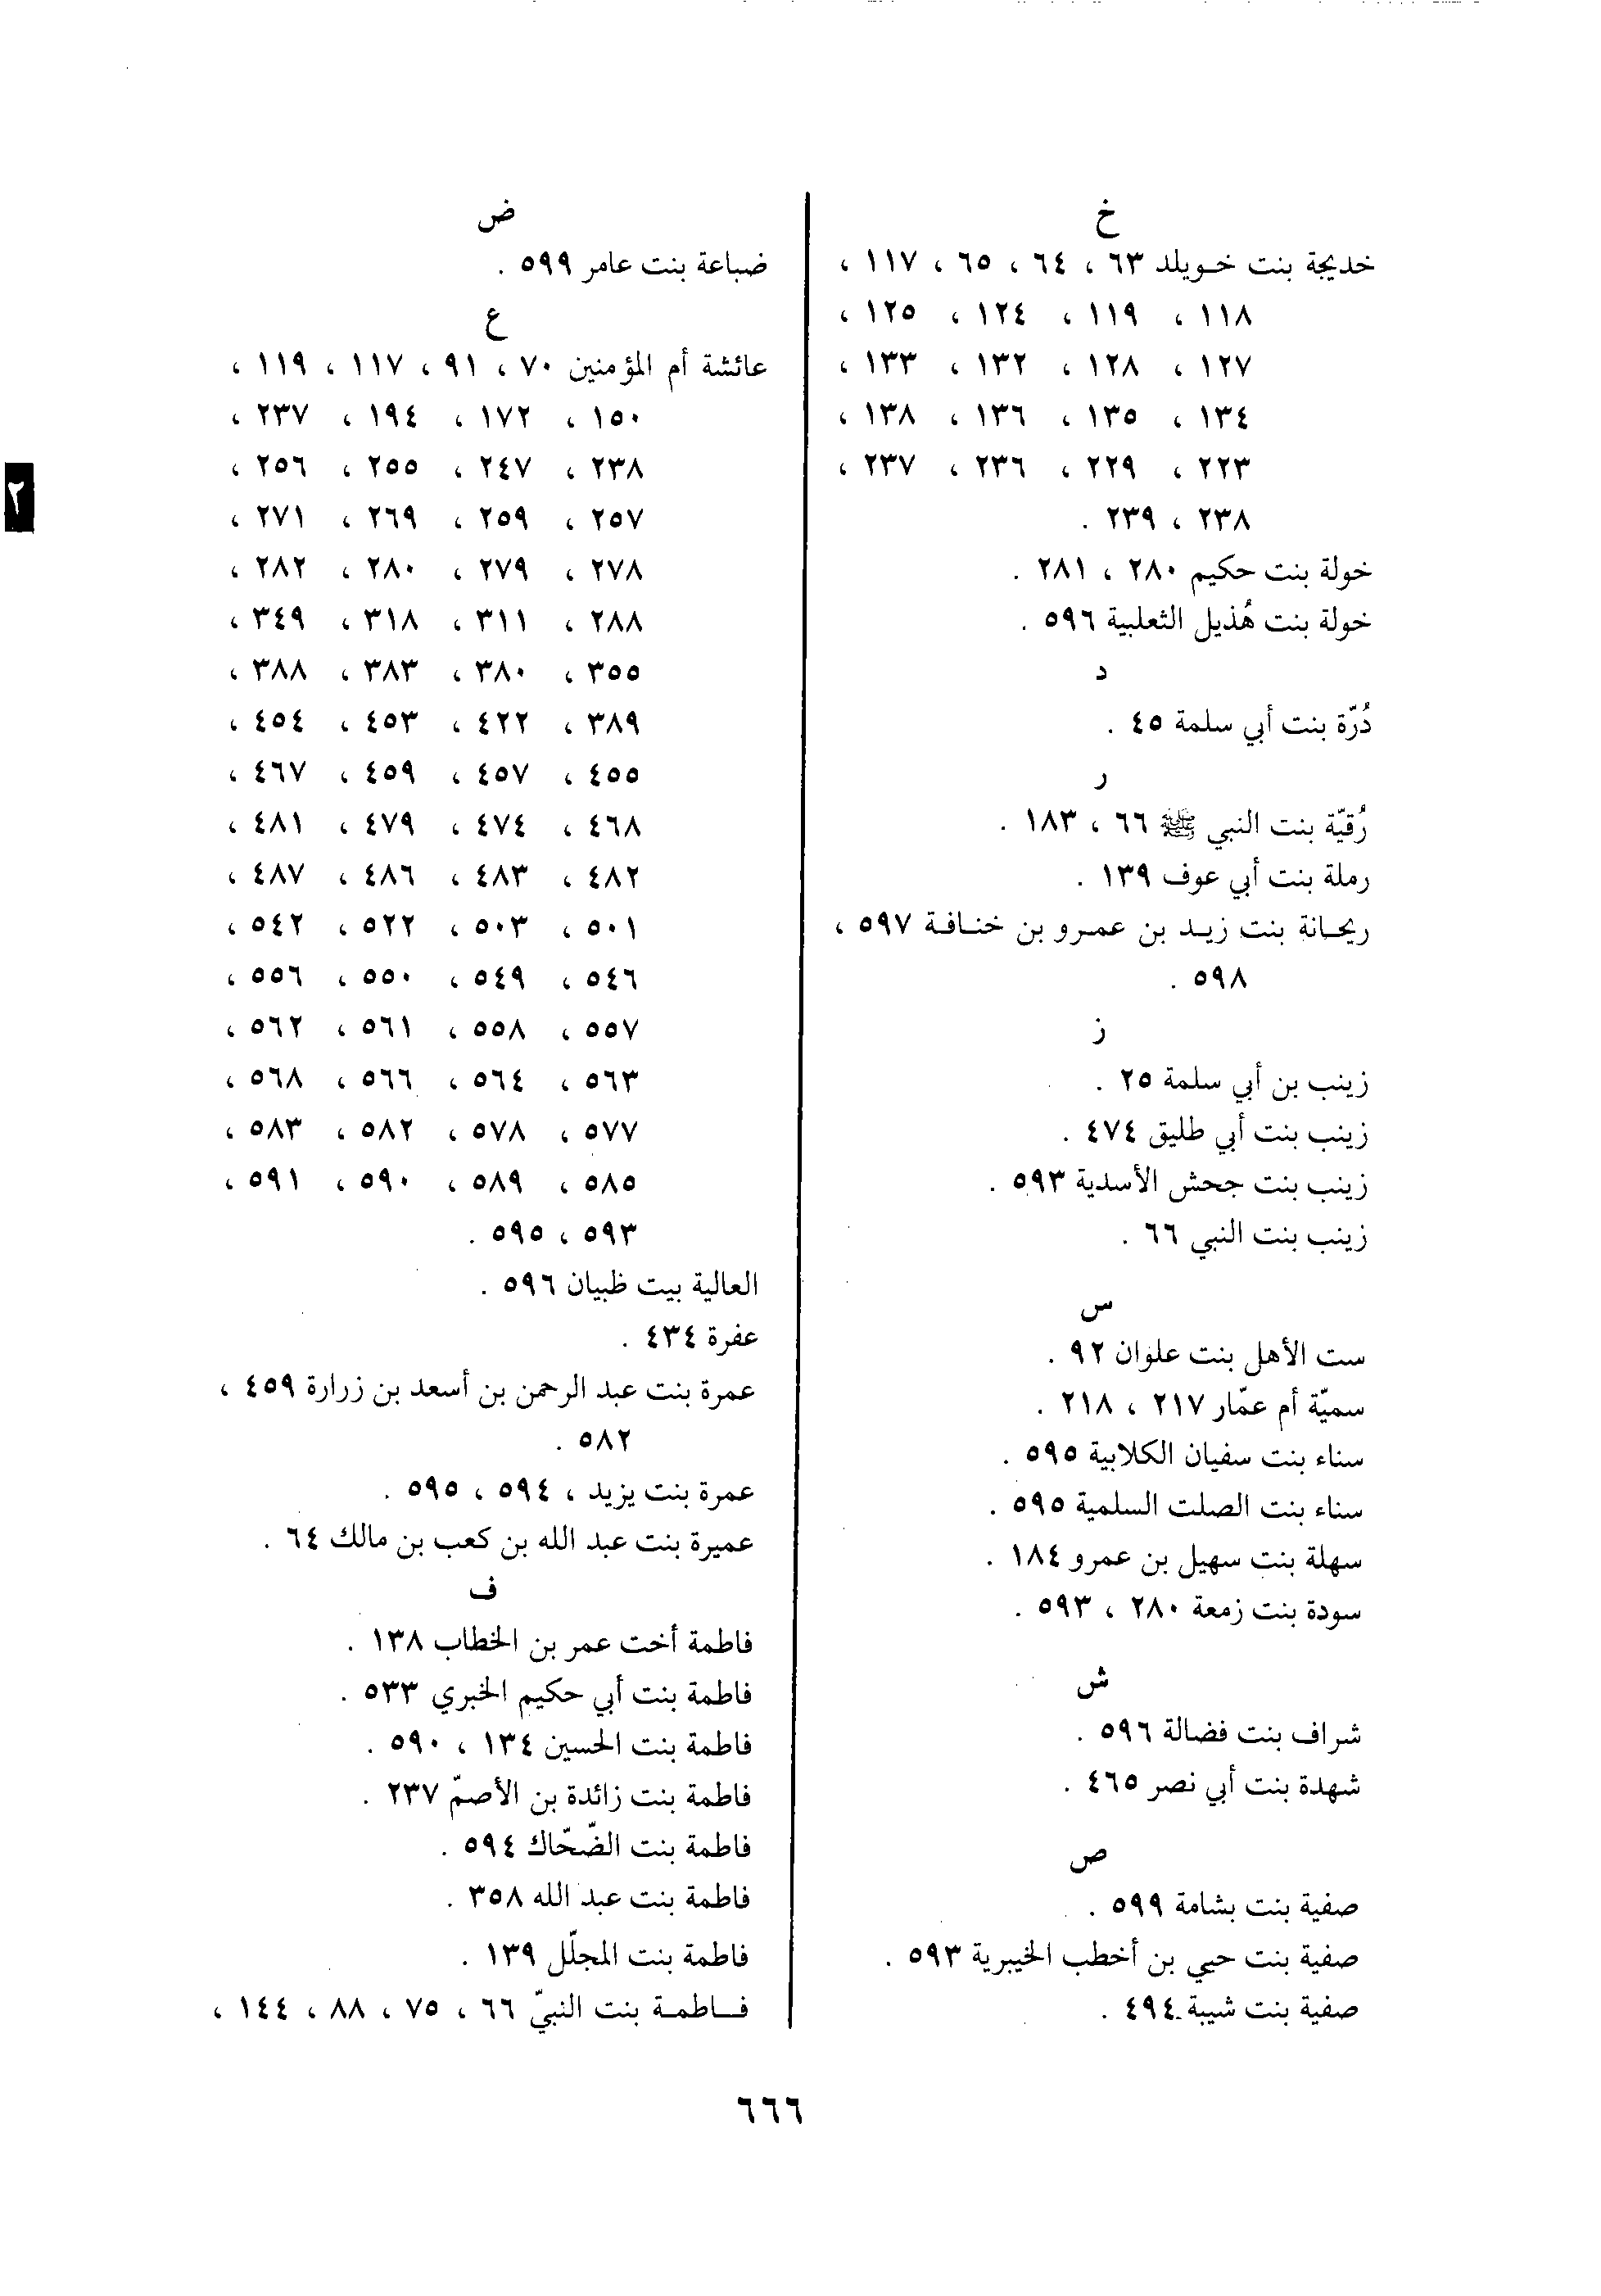 خ
خديجة بنت خويلد ٦٣ ، ٦٤ ، ٦٥ ، ١١٧ ،
١١٨ ، ١١٩ ، ١٢٤ ، ١٢٥ ،
١٢٧ ، ١٢٨ ، ١٣٢ ، ١٣٣ ،
١٣٤ ، ١٣٥ ، ١٣٦ ، ١٣٨ ،
٢٢٣ ، ٢٢٩ ، ٢٣٦ ، ٢٣٧ ،
٢٣٨ ، ٢٣٩ .
خولة بنت حكيم ٢٨٠ ، ٢٨١ .
خولة بنت هُذيل الثعلبية ٥٩٦ .
د
دُرّة بنت أبي سلمة ٤٥ .
ر
رُقيّة بنت النبي ﷺ ٦٦ ، ١٨٣ .
رملة بنت أبي عوف ١٣٩ .
ريحانة بنت زيد بن عمرو بن خنافة ٥٩٧ ،
٥٩٨ .
ز
زينب بن أبي سلمة ٢٥ .
زينب بنت أبي طليق ٤٧٤ .
زينب بنت جحش الأسدية ٥٩٣ .
زينب بنت النبي ٦٦ .
س
ست الأهل بنت علوان ٩٢ .
سميّة أم عمّار ٢١٧ ، ٢١٨ .
سناء بنت سفيان الكلابية ٥٩٥ .
سناء بنت الصلت السلمية ٥٩٥ .
سهلة بنت سهيل بن عمرو ١٨٤ .
سودة بنت زمعة ٢٨٠ ، ٥٩٣ .
ش
شراف بنت فضالة ٥٩٦ .
شهدة بنت أبي نصر ٤٦٥ .
ص
صفية بنت بشامة ٥٩٩ .
صفية بنت حيي بن أخطب الخيبرية ٥٩٣ .
صفية بنت شيبة ٤٩٤ .
ض
ضباعة بنت عامر ٥٩٩ .
ع
عائشة أم المؤمنين ٧٠ ، ٩١ ، ١١٧ ، ١١٩ ،
١٥٠ ، ١٧٢ ، ١٩٤ ، ٢٣٧ ،
٢٣٨ ، ٢٤٧ ، ٢٥٥ ، ٢٥٦ ،
٢٥٧ ، ٢٥٩ ، ٢٦٩ ، ٢٧١ ،
٢٧٨ ، ٢٧٩ ، ٢٨٠ ، ٢٨٢ ،
٢٨٨ ، ٣١١ ، ٣١٨ ، ٣٤٩ ،
٣٥٥ ، ٣٨٠ ، ٣٨٣ ، ٣٨٨ ،
٣٨٩ ، ٤٢٢ ، ٤٥٣ ، ٤٥٤ ،
٤٥٥ ، ٤٥٧ ، ٤٥٩ ، ٤٦٧ ،
٤٦٨ ، ٤٧٤ ، ٤٧٩ ، ٤٨١ ،
٤٨٢ ، ٤٨٣ ، ٤٨٦ ، ٤٨٧ ،
٥٠١ ، ٥٠٣ ، ٥٢٢ ، ٥٤٢ ،
٥٤٦ ، ٥٤٩ ، ٥٥٠ ، ٥٥٦ ،
٥٥٧ ، ٥٥٨ ، ٥٦١ ، ٥٦٢ ،
٥٦٣ ، ٥٦٤ ، ٥٦٦ ، ٥٦٨ ،
٥٧٧ ، ٥٧٨ ، ٥٨٢ ، ٥٨٣ ،
٥٨٥ ، ٥٨٩ ، ٥٩٠ ، ٥٩١ ،
٥٩٣ ، ٥٩٥ .
العالية بيت ظبيان ٥٩٦ .
عفرة ٤٣٤ .
عمرة بنت عبد الرحمن بن أسعد بن زرارة ٤٥٩ ،
٥٨٢ .
عمرة بنت يزيد ، ٥٩٤ ، ٥٩٥ .
عميرة بنت عبد الله بن كعب بن مالك ٦٤ .
ف
فاطمة أخت عمر بن الخطاب ١٣٨ .
فاطمة بنت أبي حكيم الخبري ٥٣٣ .
فاطمة بنت الحسين ١٣٤ ، ٥٩٠ .
فاطمة بنت زائدة بن الأصمّ ٢٣٧ .
فاطمة بنت الضّحّاك ٥٩٤ .
فاطمة بنت عبد الله ٣٥٨ .
فاطمة بنت المجلّل ١٣٩ .
فاطمة بنت النبيّ ٦٦ ، ٧٥ ، ٨٨ ، ١٤٤ ،
٢
٦٦٦